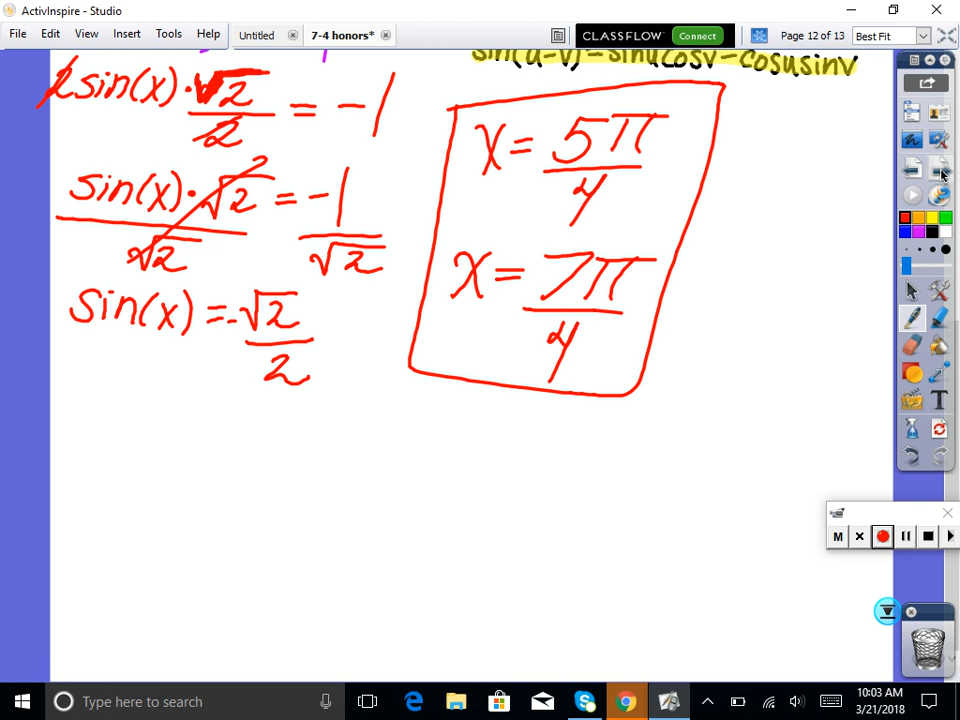 ActivInspire - Studio
File Edit View Insert Tools Help Untitled 7-4 honors* CLASSFLOW Connect Page 12 of 13 Best Fit
sin(u-v)=sinucosv-cosusinv
2sin(x)·√2/2 = -1
sin(x)·√2/√2 = -1/√2
sin(x) = -√2/2
x = 5π/4
x = 7π/4
T
M
Type here to search
10:03 AM
3/21/2018